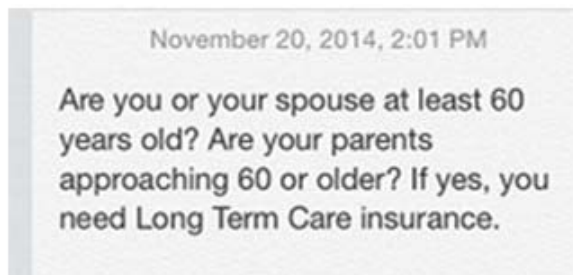 November 20, 2014, 2:01 PM
Are you or your spouse at least 60
years old? Are your parents
approaching 60 or older? If yes, you
need Long Term Care insurance.